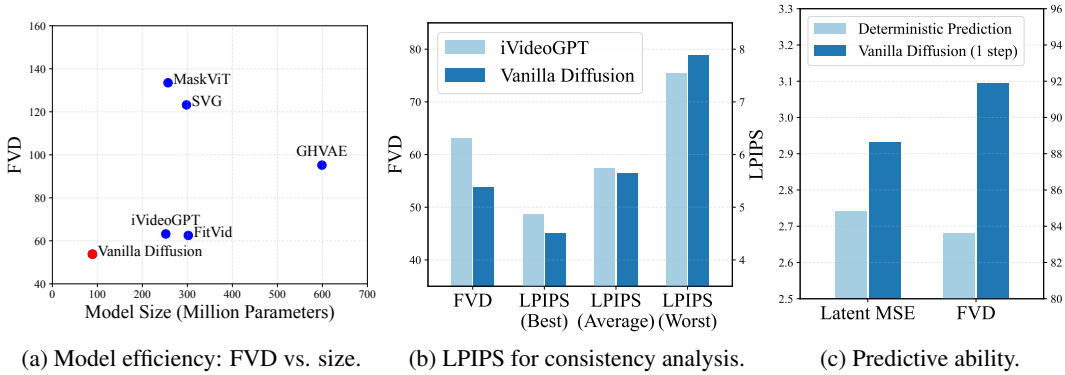 160
140
120
100
80
60
40
FVD
MaskViT
SVG
GHVAE
iVideoGPT
FitVid
Vanilla Diffusion
0 100 200 300 400 500 600 700
Model Size (Million Parameters)
(a) Model efficiency: FVD vs. size.
80
70
60
50
40
FVD
iVideoGPT
Vanilla Diffusion
8
7
6
5
4
LPIPS
FVD LPIPS LPIPS LPIPS
(Best) (Average) (Worst)
(b) LPIPS for consistency analysis.
3.3
3.2
3.1
3.0
2.9
2.8
2.7
2.6
2.5
Deterministic Prediction
Vanilla Diffusion (1 step)
96
94
92
90
88
86
84
82
80
Latent MSE FVD
(c) Predictive ability.